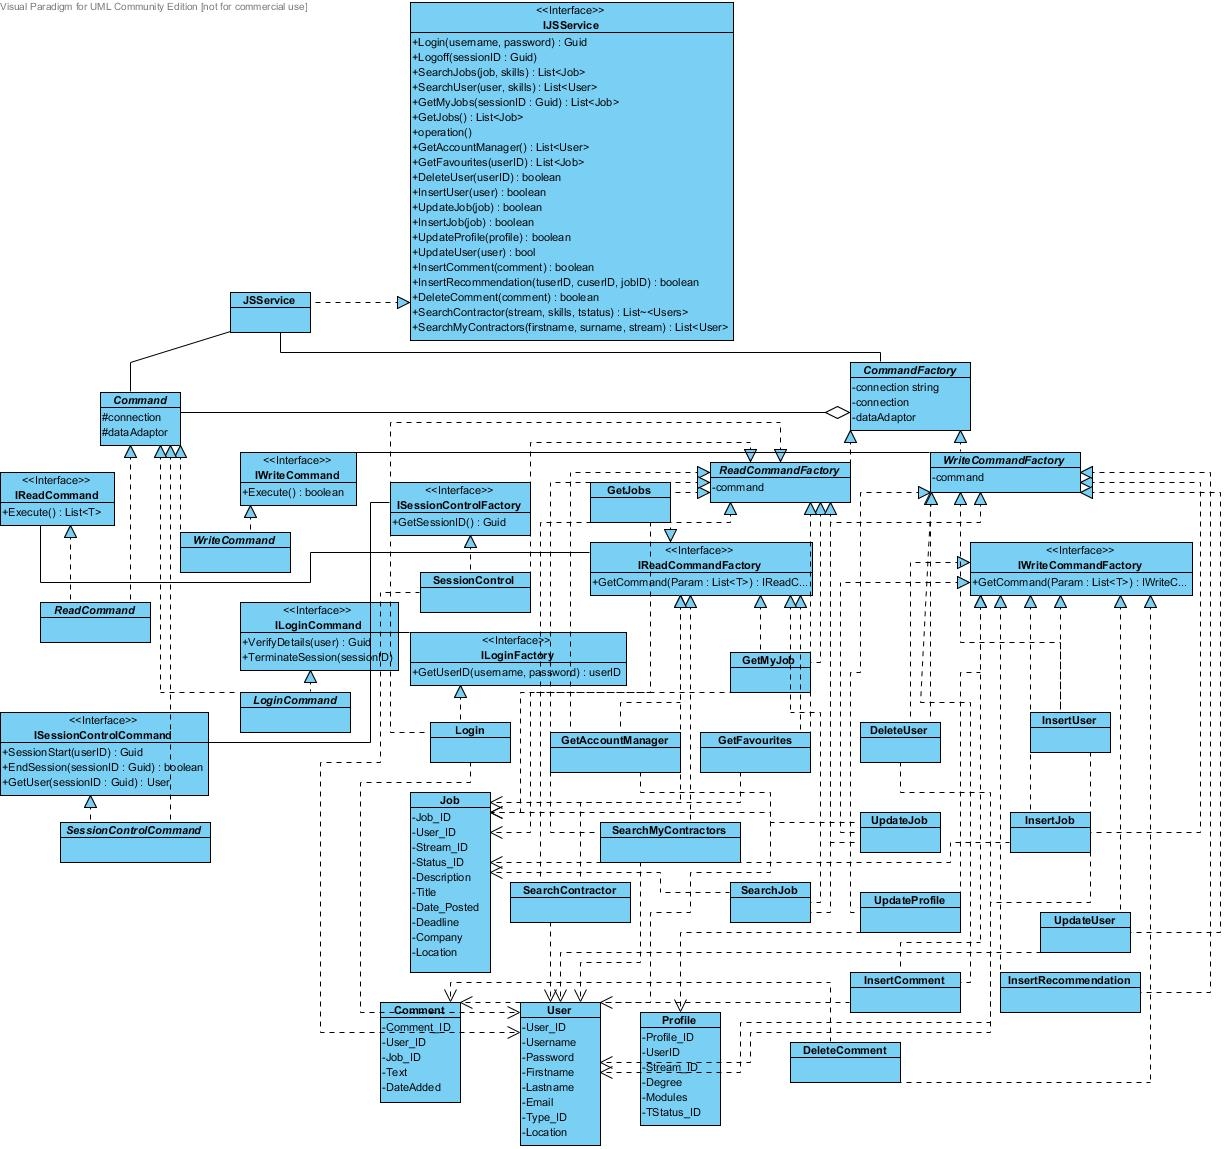 Visual Paradigm for UML Community Edition [not for commercial use]
<<Interface>>
IJSService
+Login(username, password) : Guid
+Logoff(sessionID : Guid)
+SearchJobs(job, skills) : List<Job>
+SearchUser(user, skills) : List<User>
+GetMyJobs(sessionID : Guid) : List<Job>
+GetJobs() : List<Job>
+operation()
+GetAccountManager() : List<User>
+GetFavourites(userID) : List<Job>
+DeleteUser(userID) : boolean
+InsertUser(user) : boolean
+UpdateJob(job) : boolean
+InsertJob(job) : boolean
+UpdateProfile(profile) : boolean
+UpdateUser(user) : bool
+InsertComment(comment) : boolean
+InsertRecommendation(tuserID, cuserID, jobID) : boolean
+DeleteComment(comment) : boolean
+SearchContractor(stream, skills, tstatus) : List~<Users>
+SearchMyContractors(firstname, surname, stream) : List<User>
JSService
CommandFactory
-connection string
-connection
-dataAdaptor
Command
#connection
#dataAdaptor
<<Interface>>
IReadCommand
+Execute() : List<T>
<<Interface>>
IWriteCommand
+Execute() : boolean
<<Interface>>
ISessionControlFactory
+GetSessionID() : Guid
GetJobs
ReadCommandFactory
-command
WriteCommandFactory
-command
WriteCommand
<<Interface>>
IReadCommandFactory
+GetCommand(Param : List<T>) : IReadC...
<<Interface>>
IWriteCommandFactory
+GetCommand(Param : List<T>) : IWriteC...
SessionControl
ReadCommand
<<Interface>>
ILoginCommand
+VerifyDetails(user) : Guid
+TerminateSession(sessionID)
<<Interface>>
ILoginFactory
+GetUserID(username, password) : userID
GetMyJob
LoginCommand
<<Interface>>
ISessionControlCommand
+SessionStart(userID) : Guid
+EndSession(sessionID : Guid) : boolean
+GetUser(sessionID : Guid) : User
Login
GetAccountManager
GetFavourites
DeleteUser
InsertUser
SessionControlCommand
Job
-Job_ID
-User_ID
-Stream_ID
-Status_ID
-Description
-Title
-Date_Posted
-Deadline
-Company
-Location
SearchMyContractors
UpdateJob
InsertJob
SearchContractor
SearchJob
UpdateProfile
UpdateUser
InsertComment
InsertRecommendation
Comment
-Comment_ID
-User_ID
-Job_ID
-Text
-DateAdded
User
-User_ID
-Username
-Password
-Firstname
-Lastname
-Email
-Type_ID
-Location
Profile
-Profile_ID
-UserID
-Stream_ID
-Degree
-Modules
-TStatus_ID
DeleteComment